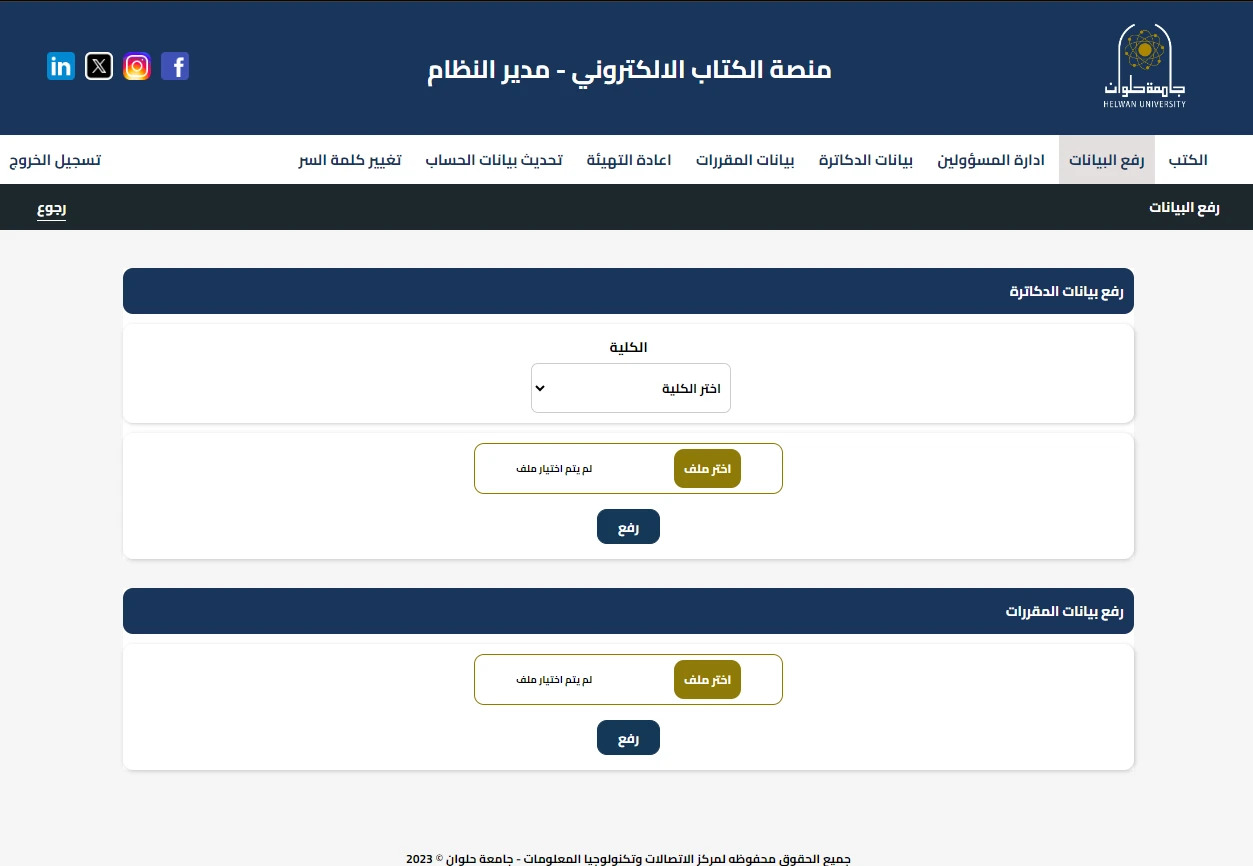 جامعة حلوان
HELWAN UNIVERSITY
منصة الكتاب الالكتروني - مدير النظام
in X f
الكتب رفع البيانات ادارة المسؤولين بيانات الدكاترة بيانات المقررات اعادة التهيئة تحديث بيانات الحساب تغيير كلمة السر تسجيل الخروج
رفع البيانات رجوع
رفع بيانات الدكاترة
الكلية
اختر الكلية
اختر ملف لم يتم اختيار ملف
رفع
رفع بيانات المقررات
اختر ملف لم يتم اختيار ملف
رفع
جميع الحقوق محفوظه لمركز الاتصالات وتكنولوجيا المعلومات - جامعة حلوان © 2023